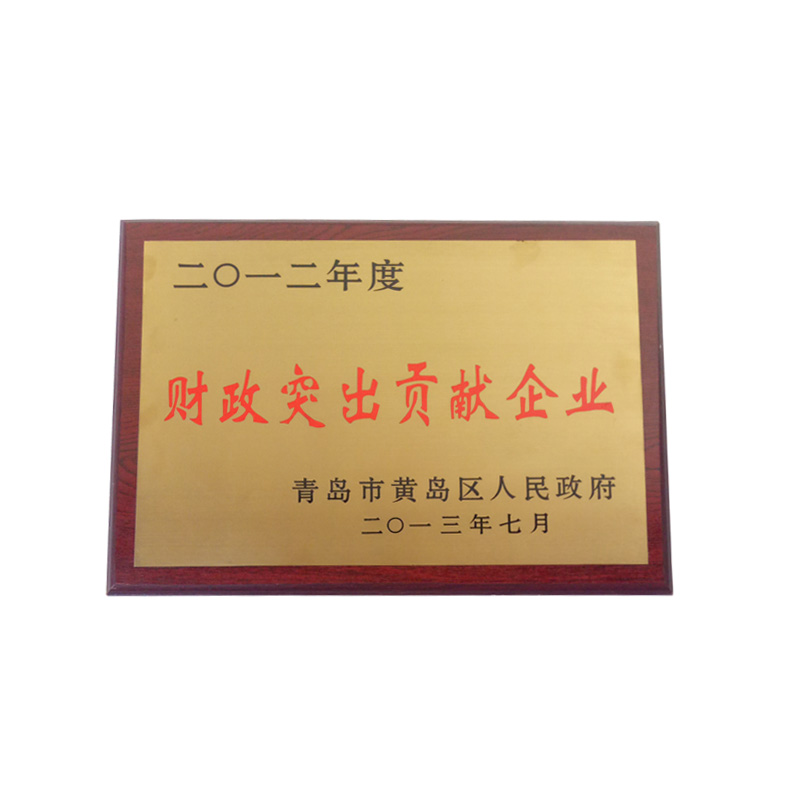 二〇一二年度
财政突出贡献企业
青岛市黄岛区人民政府
二〇一三年七月